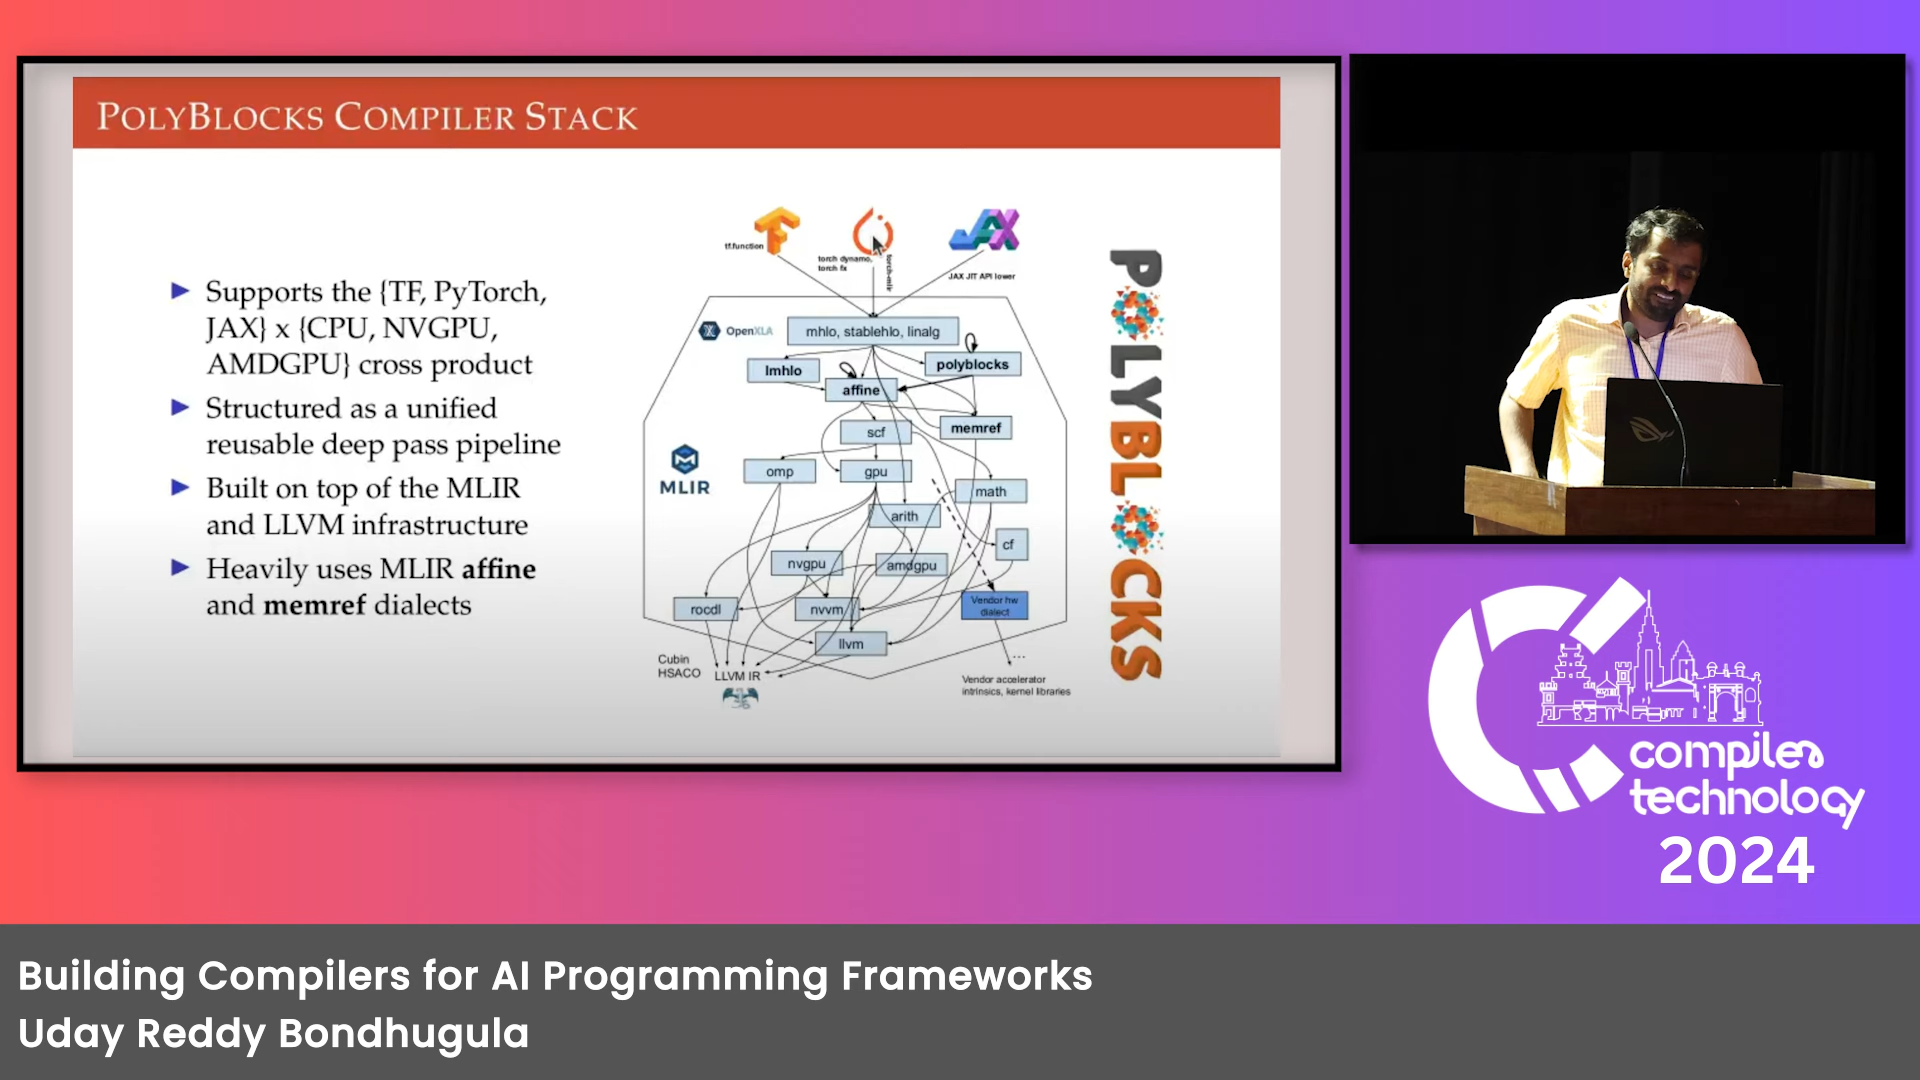 POLYBLOCKS COMPILER STACK
Supports the {TF, PyTorch,
JAX} x {CPU, NVGPU,
AMDGPU} cross product
Structured as a unified
reusable deep pass pipeline
Built on top of the MLIR
and LLVM infrastructure
Heavily uses MLIR affine
and memref dialects
tf.function
torch dynamo,
torch fx
torch-mlir
JAX
JAX JIT API lower
OpenXLA
mhlo, stablehlo, linalg
lmhlo
polyblocks
affine
scf
memref
MLIR
omp
gpu
math
arith
cf
nvgpu
amdgpu
rocdl
nvvm
Vendor hw
dialect
llvm
...
Cubin
HSACO
LLVM IR
Vendor accelerator
intrinsics, kernel libraries
POLYBLOCKS
compiler
technology
2024
Building Compilers for AI Programming Frameworks
Uday Reddy Bondhugula